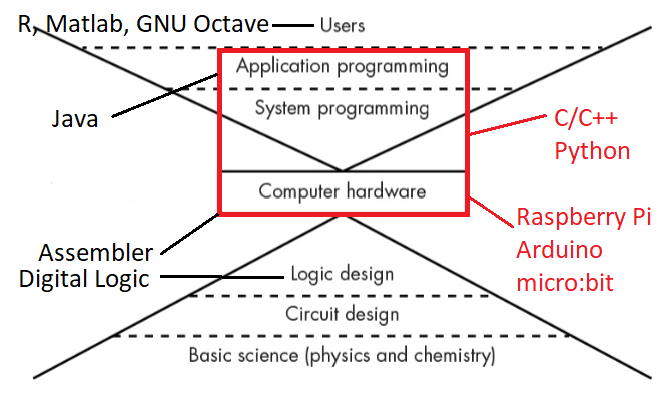 R, Matlab, GNU Octave
Users
Application programming
Java
System programming
C/C++
Python
Computer hardware
Raspberry Pi
Arduino
micro:bit
Assembler
Digital Logic
Logic design
Circuit design
Basic science (physics and chemistry)